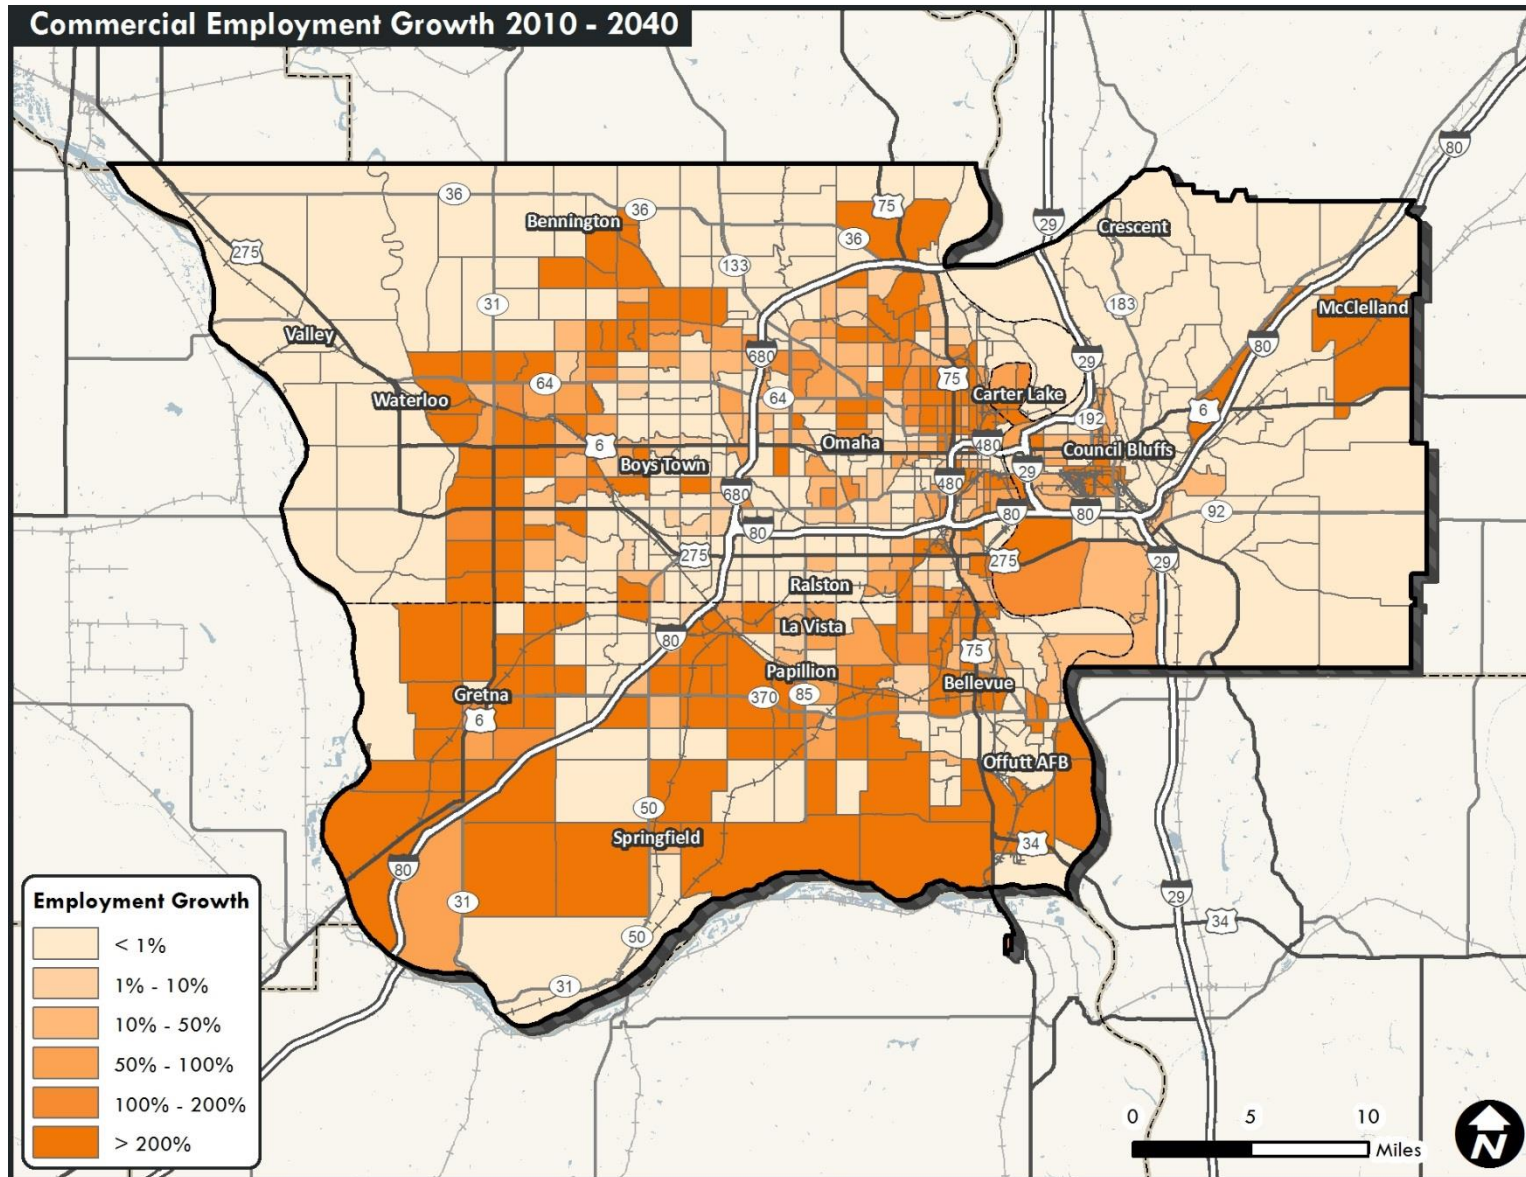 Commercial Employment Growth 2010 - 2040
36
75
Bennington
36
29
Crescent
80
275
36
133
31
183
McClelland
Valley
80
680
29
64
75
Waterloo
64
Carter Lake
6
192
6
Omaha
480
Council Bluffs
Boys Town
29
680
480
80
80
92
80
275
275
29
Ralston
La Vista
80
75
Papillion
Bellevue
Gretna
370
85
6
Offutt AFB
50
Springfield
34
80
31
29
34
50
31
Employment Growth
< 1%
1% - 10%
10% - 50%
50% - 100%
100% - 200%
> 200%
0 5 10
Miles
N